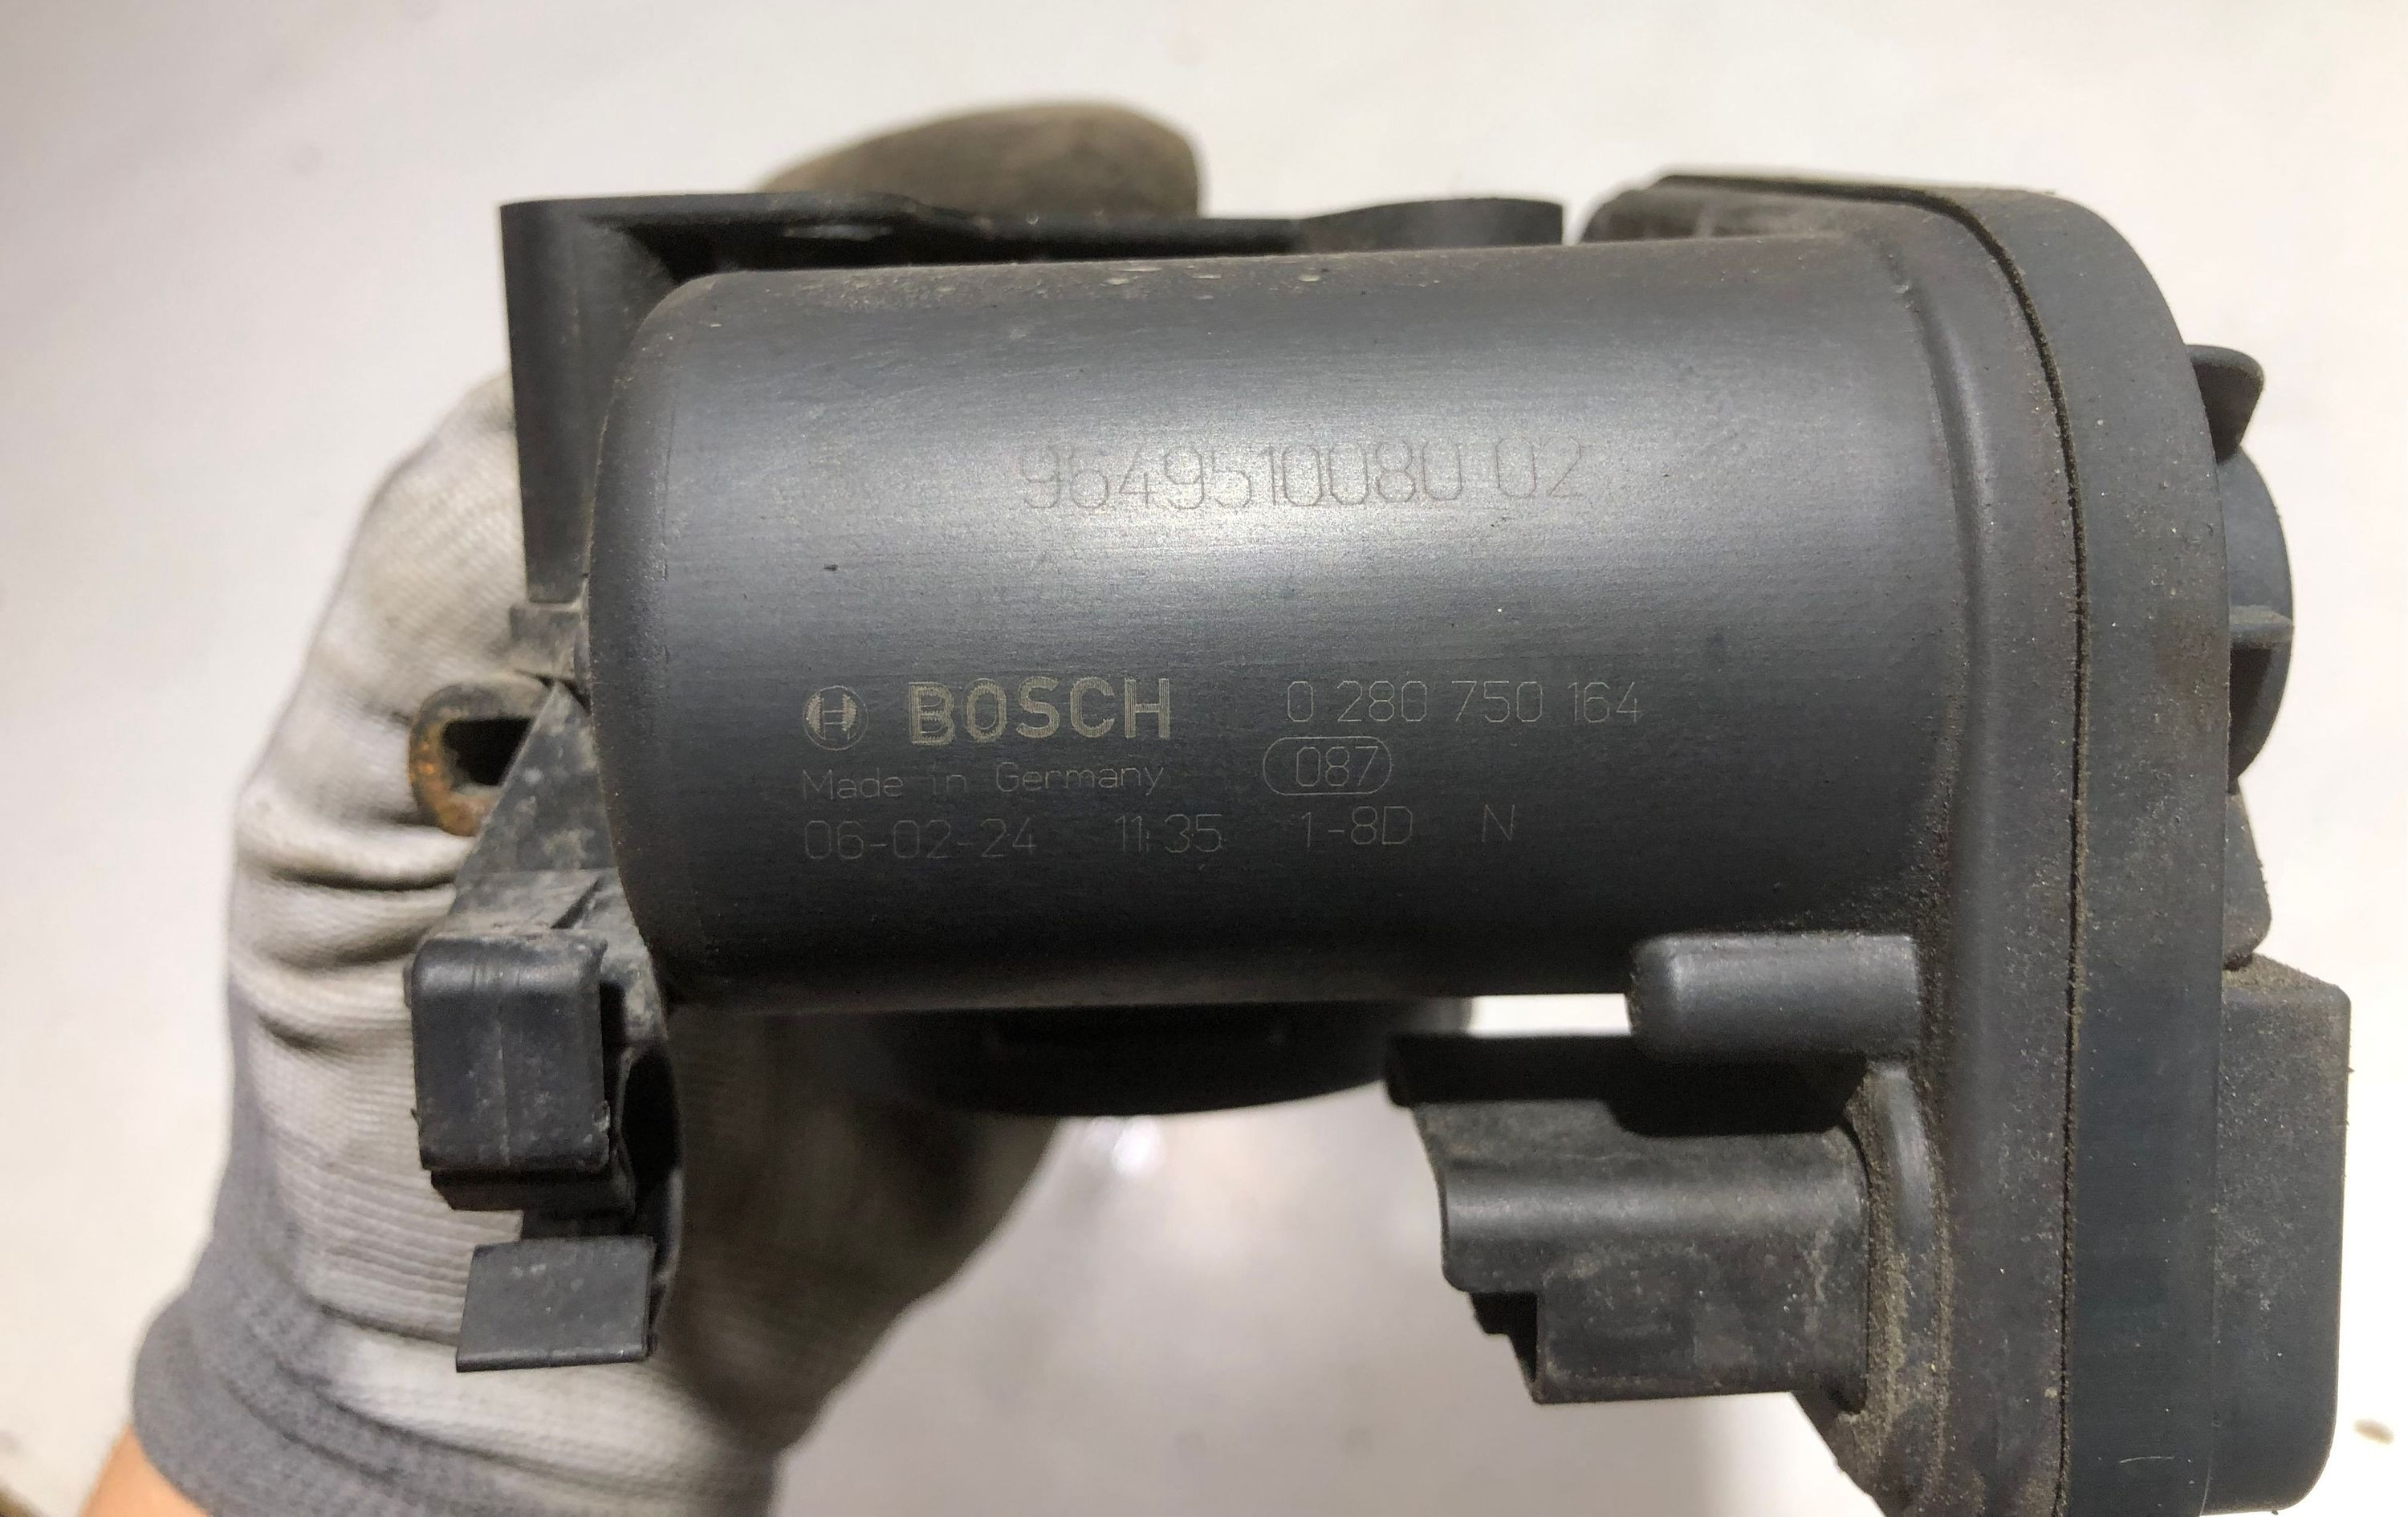 9649510080 02
BOSCH 0 280 750 164
Made in Germany 087
06-02-24 11:35 1-8D N